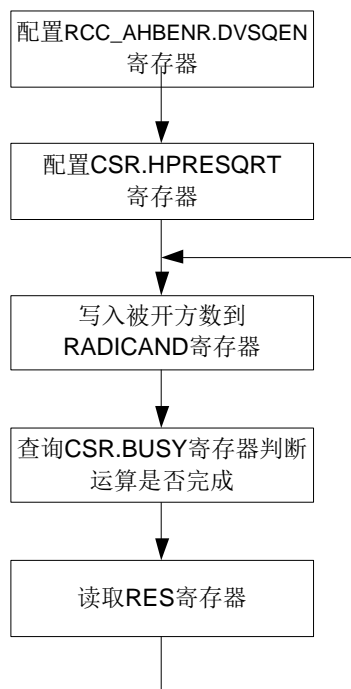 配置RCC_AHBENR.DVSQEN
寄存器
配置CSR.HPRESQRT
寄存器
写入被开方数到
RADICAND寄存器
查询CSR.BUSY寄存器判断
运算是否完成
读取RES寄存器